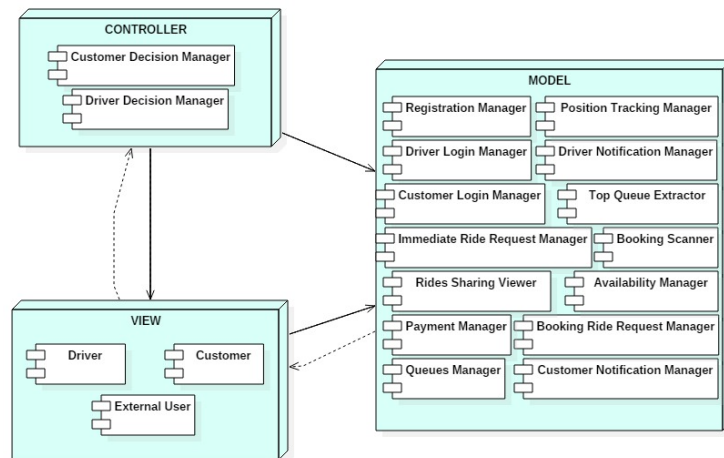 CONTROLLER
Customer Decision Manager
Driver Decision Manager
MODEL
Registration Manager
Position Tracking Manager
Driver Login Manager
Driver Notification Manager
Customer Login Manager
Top Queue Extractor
Immediate Ride Request Manager
Booking Scanner
Rides Sharing Viewer
Availability Manager
Payment Manager
Booking Ride Request Manager
Queues Manager
Customer Notification Manager
VIEW
Driver
Customer
External User